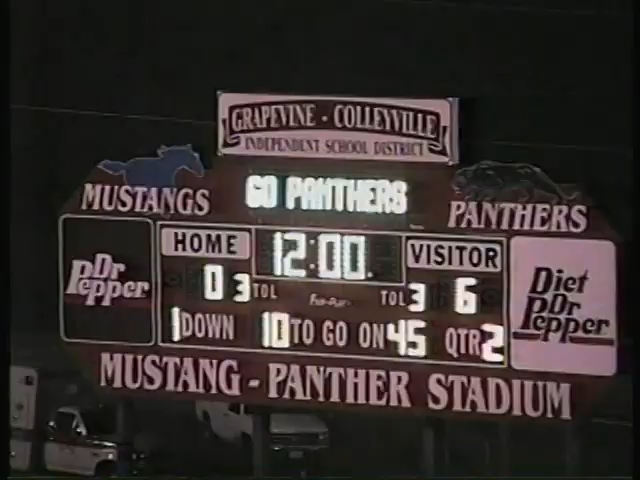 GRAPEVINE - COLLEYVILLE
INDEPENDENT SCHOOL DISTRICT
MUSTANGS
GO PANTHERS
PANTHERS
HOME
12:00
VISITOR
Dr Pepper
0 3 TOL
TOL 3 6
Diet Dr Pepper
1 DOWN 10 TO GO ON 45 QTR 2
MUSTANG - PANTHER STADIUM